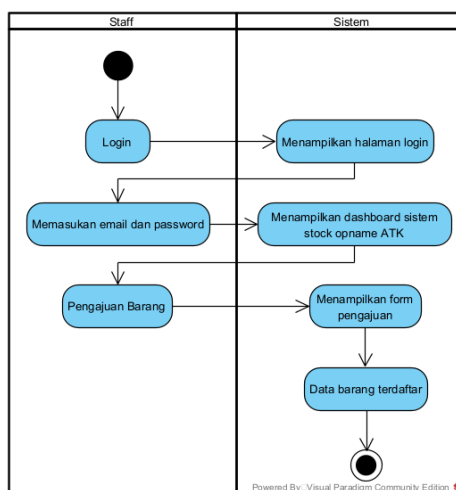 Staff
Sistem
Login
Menampilkan halaman login
Memasukan email dan password
Menampilkan dashboard sistem
stock opname ATK
Pengajuan Barang
Menampilkan form
pengajuan
Data barang terdaftar
Powered By: Visual Paradigm Community Edition